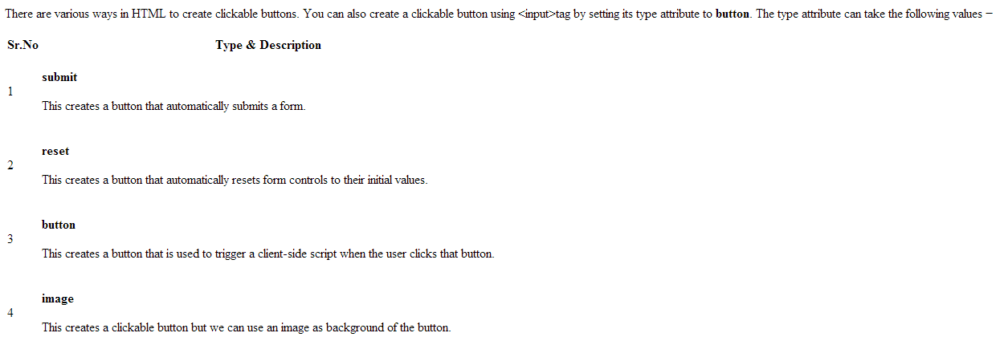 There are various ways in HTML to create clickable buttons. You can also create a clickable button using <input>tag by setting its type attribute to button. The type attribute can take the following values −
Sr.No Type & Description
submit
1
This creates a button that automatically submits a form.
reset
2
This creates a button that automatically resets form controls to their initial values.
button
3
This creates a button that is used to trigger a client-side script when the user clicks that button.
image
4
This creates a clickable button but we can use an image as background of the button.